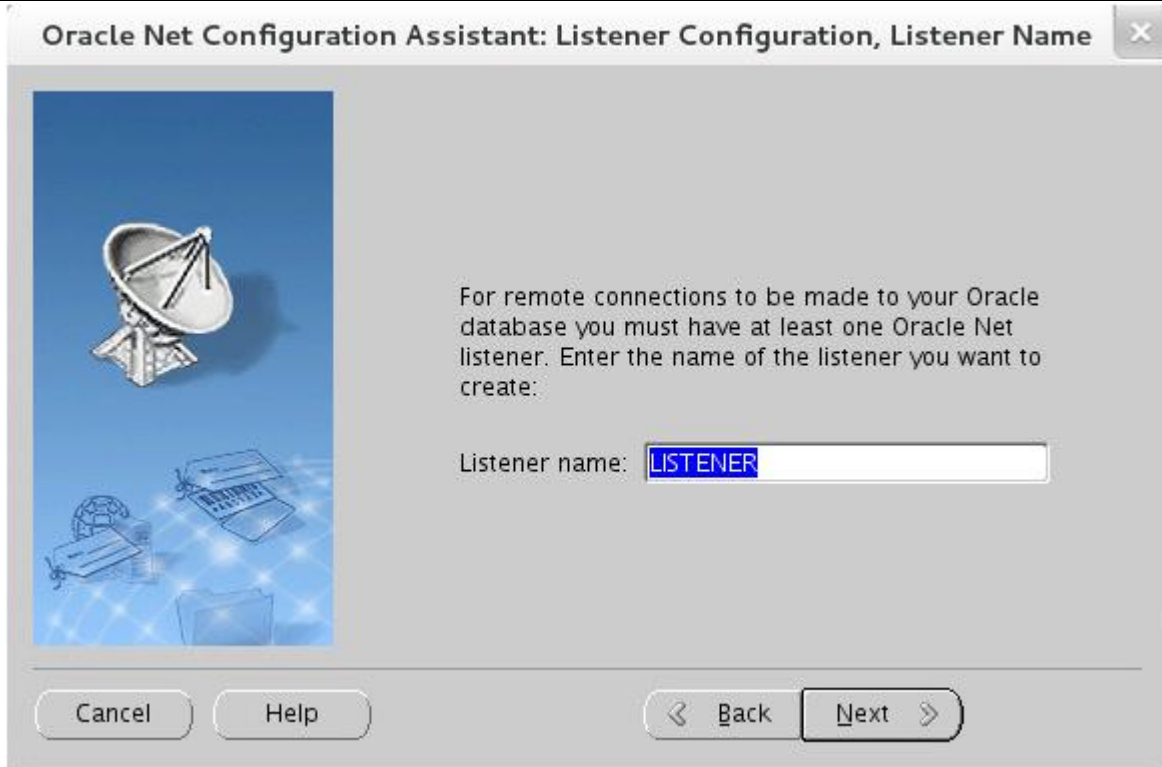 Oracle Net Configuration Assistant: Listener Configuration, Listener Name
For remote connections to be made to your Oracle
database you must have at least one Oracle Net
listener. Enter the name of the listener you want to
create:
Listener name: LISTENER
Cancel Help Back Next